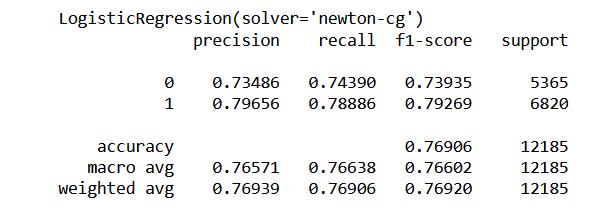 LogisticRegression(solver='newton-cg')
precision recall f1-score support
0 0.73486 0.74390 0.73935 5365
1 0.79656 0.78886 0.79269 6820
accuracy 0.76906 12185
macro avg 0.76571 0.76638 0.76602 12185
weighted avg 0.76939 0.76906 0.76920 12185